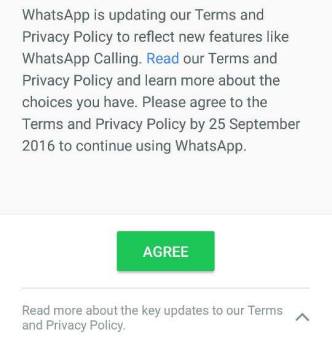 WhatsApp is updating our Terms and
Privacy Policy to reflect new features like
WhatsApp Calling. Read our Terms and
Privacy Policy and learn more about the
choices you have. Please agree to the
Terms and Privacy Policy by 25 September
2016 to continue using WhatsApp.
AGREE
Read more about the key updates to our Terms
and Privacy Policy.